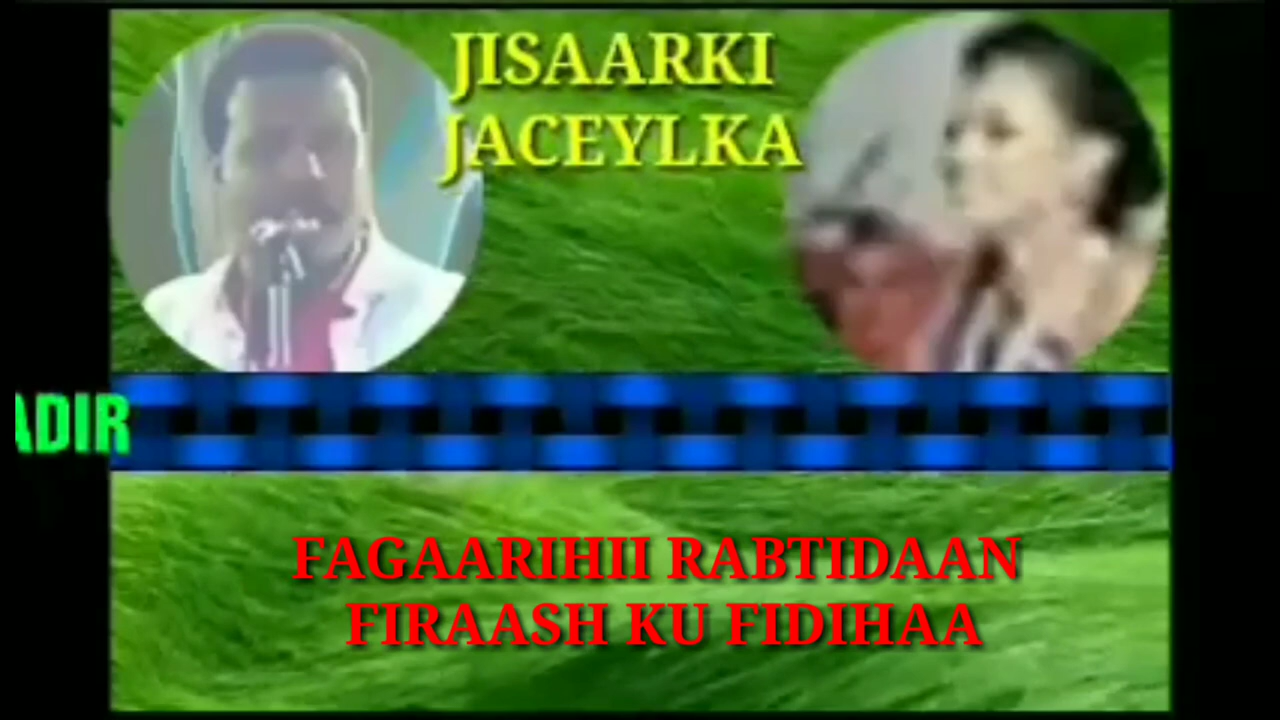 JISAARKI
JACEYLKA
ADIR
FAGAARIHII RABTIDAAN
FIRAASH KU FIDIHAA